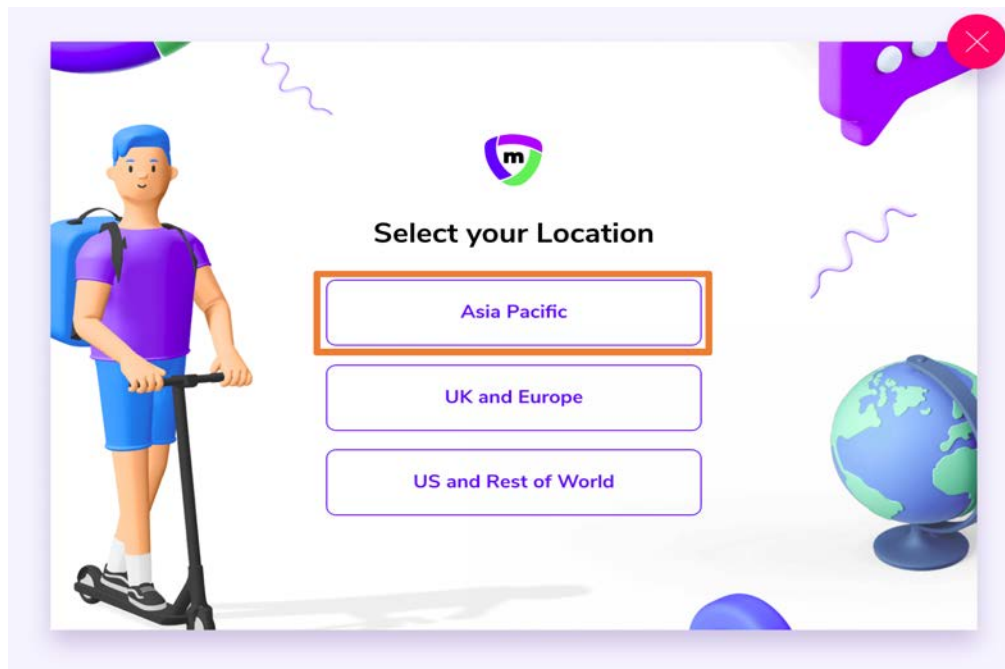 m
Select your Location
Asia Pacific
UK and Europe
US and Rest of World